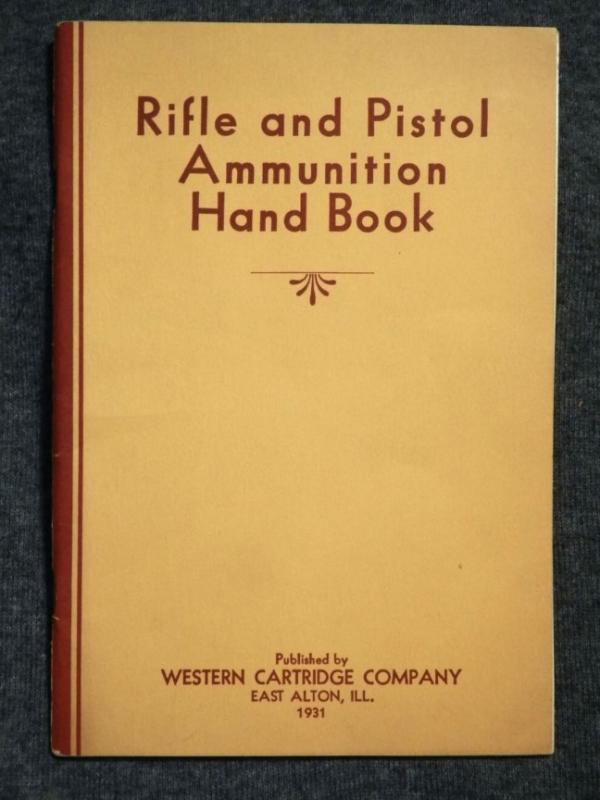 Rifle and Pistol
Ammunition
Hand Book
Published by
WESTERN CARTRIDGE COMPANY
EAST ALTON, ILL.
1931